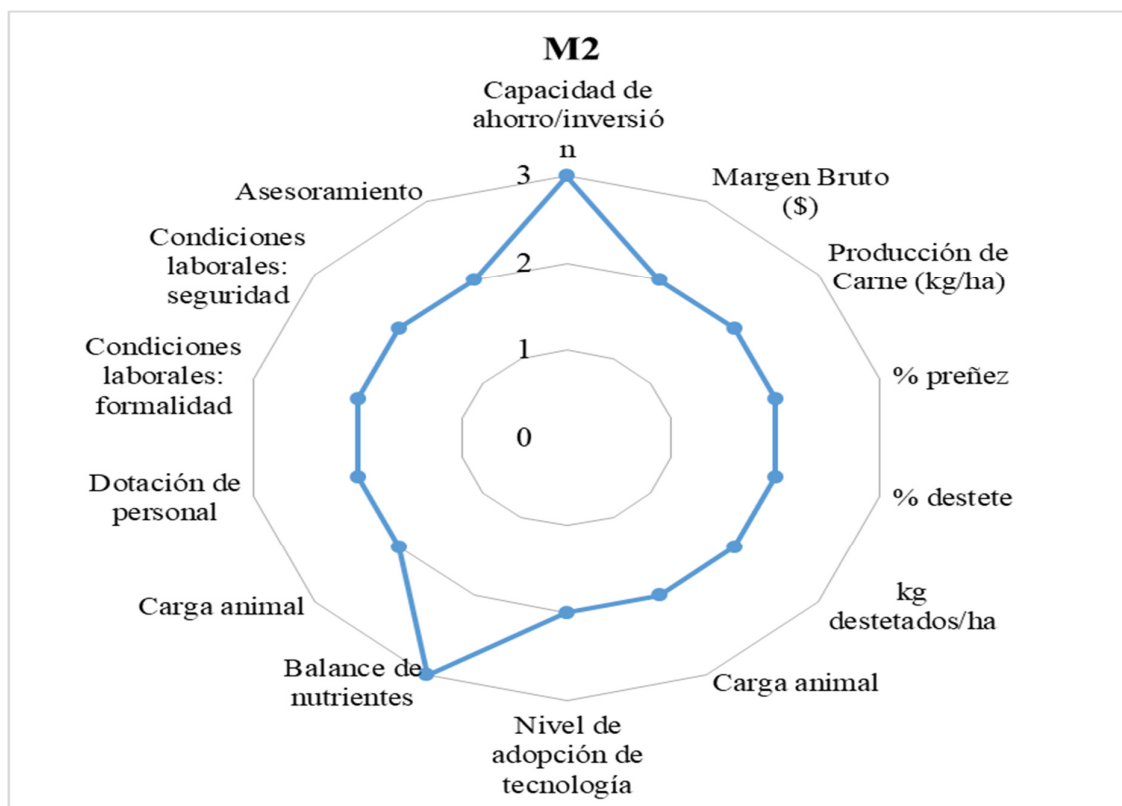 M2
Capacidad de
ahorro/inversió
n
Margen Bruto
($)
Producción de
Carne (kg/ha)
% preñez
% destete
kg
destetados/ha
Carga animal
Nivel de
adopción de
tecnología
Balance de
nutrientes
Carga animal
Dotación de
personal
Condiciones
laborales:
formalidad
Condiciones
laborales:
seguridad
Asesoramiento
3
2
1
0